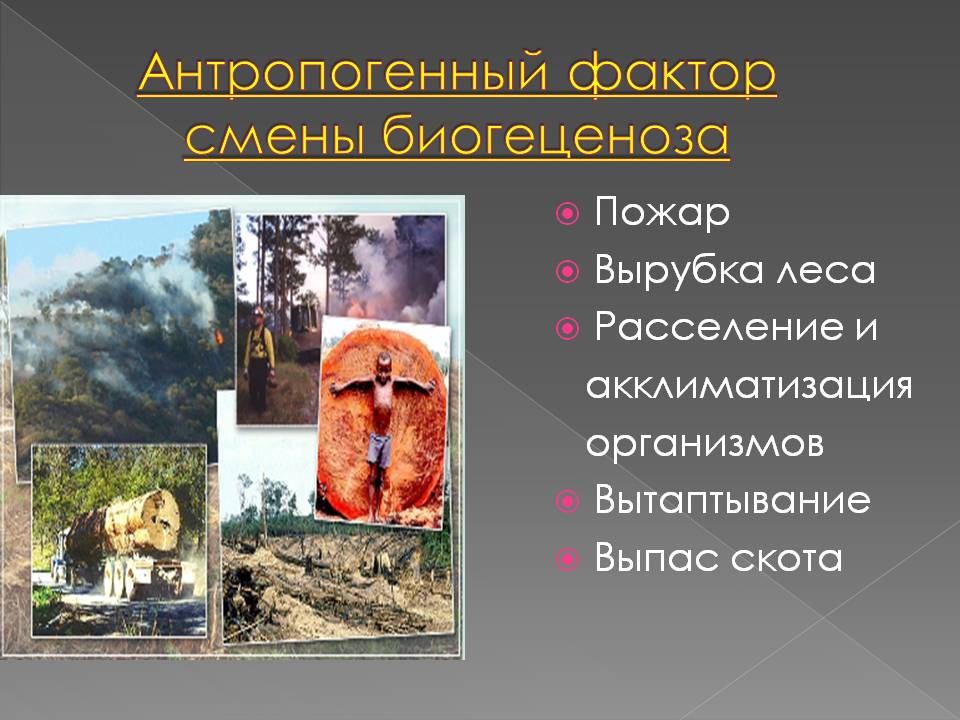 Антропогенный фактор
смены биогеценоза
Пожар
Вырубка леса
Расселение и
акклиматизация
организмов
Вытаптывание
Выпас скота